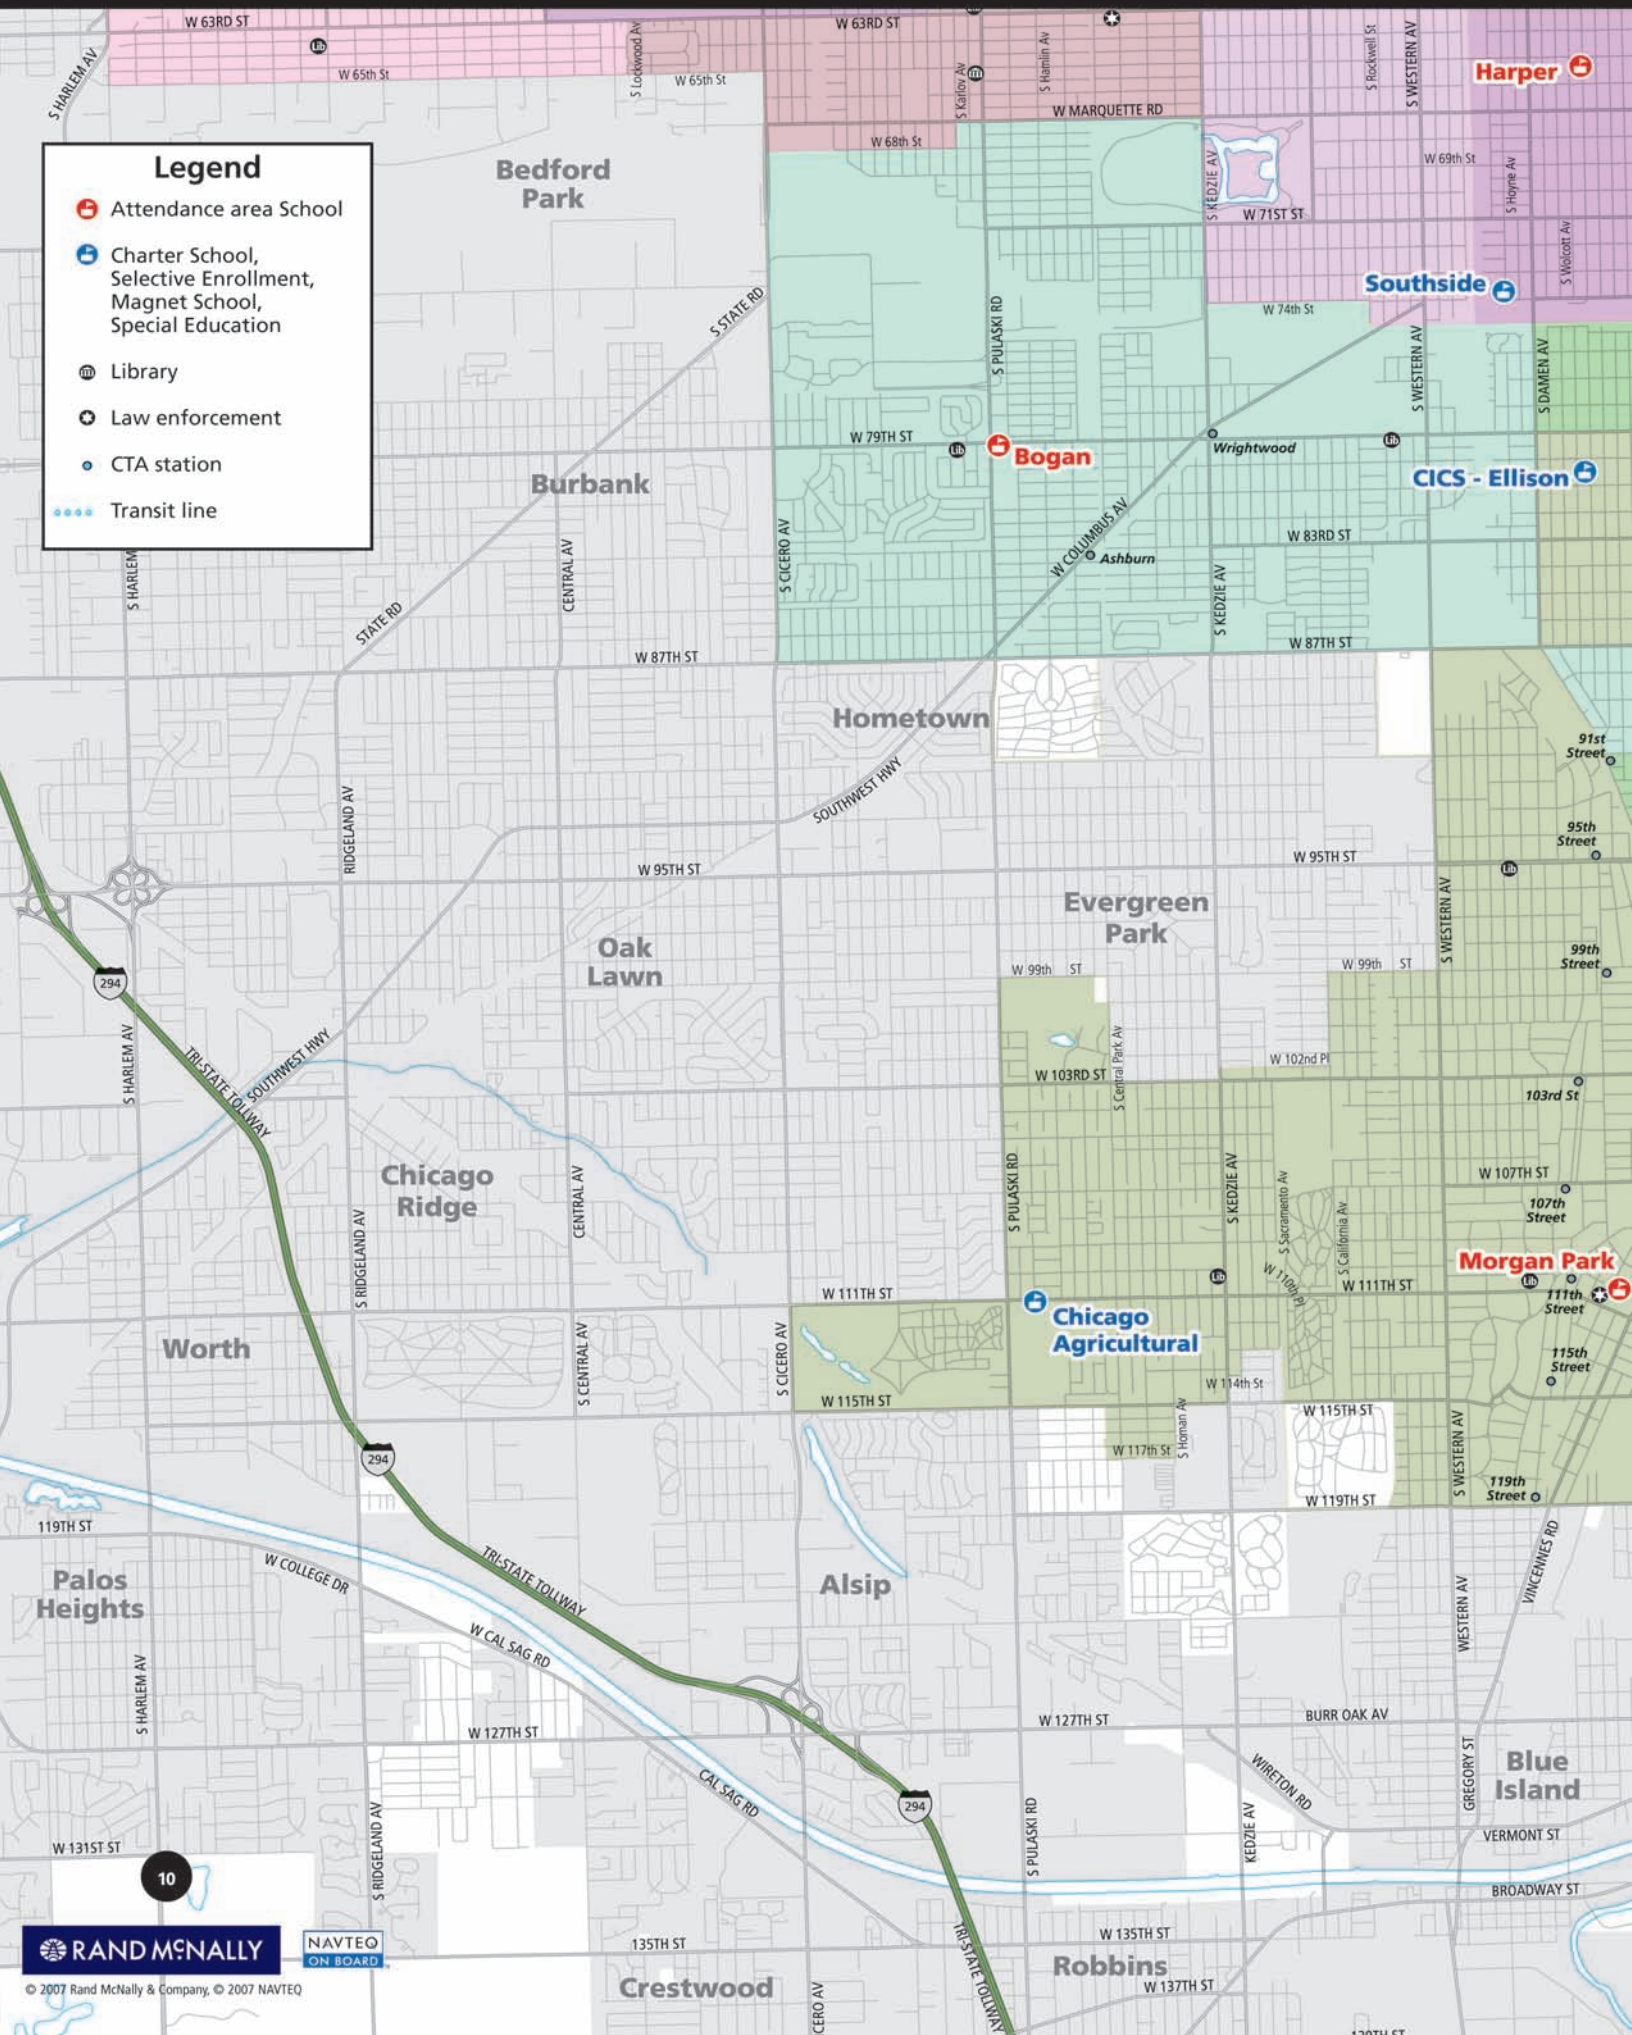 W 63RD ST
W 63RD ST
S HARLEM AV
Lib
W 65th St
S Lockwood Av
W 65th St
S Karlov Av
S Hamlin Av
W MARQUETTE RD
S Rockwell St
S WESTERN AV
Harper
W 68th St
W 69th St
S Hoyne Av
S KEDZIE AV
W 71ST ST
S Wolcott Av
Legend
Attendance area School
Charter School,
Selective Enrollment,
Magnet School,
Special Education
Library
Law enforcement
CTA station
Transit line
Bedford
Park
Southside
W 74th St
S STATE RD
S PULASKI RD
S WESTERN AV
S DAMEN AV
W 79TH ST
Lib
Bogan
Wrightwood
Lib
CICS - Ellison
Burbank
S CICERO AV
W COLUMBUS AV
Ashburn
W 83RD ST
S HARLEM
CENTRAL AV
S KEDZIE AV
STATE RD
W 87TH ST
W 87TH ST
Hometown
91st
Street
SOUTHWEST HWY
RIDGELAND AV
95th
Street
W 95TH ST
W 95TH ST
Lib
Evergreen
Park
S WESTERN AV
Oak
Lawn
99th
Street
W 99th ST
W 99th ST
294
S HARLEM AV
TRI-STATE TOLLWAY
SOUTHWEST HWY
S Central Park Av
W 102nd Pl
W 103RD ST
103rd St
Chicago
Ridge
CENTRAL AV
S RIDGELAND AV
S PULASKI RD
S KEDZIE AV
S Sacramento Av
S California Av
W 107TH ST
107th
Street
Morgan Park
Lib
Lib
W 110th Pl
W 111TH ST
W 111TH ST
111th
Street
Chicago
Agricultural
Worth
S CENTRAL AV
S CICERO AV
115th
Street
W 114th St
W 115TH ST
W 115TH ST
S Homan Av
W 117th St
S WESTERN AV
294
119th
Street
W 119TH ST
119TH ST
W COLLEGE DR
TRI-STATE TOLLWAY
Palos
Heights
Alsip
VINCENNES RD
WESTERN AV
W CAL SAG RD
S HARLEM AV
W 127TH ST
W 127TH ST
BURR OAK AV
GREGORY ST
Blue
Island
WIRETON RD
CAL SAG RD
294
S PULASKI RD
KEDZIE AV
VERMONT ST
W 131ST ST
S RIDGELAND AV
10
BROADWAY ST
RAND MCNALLY
NAVTEQ
ON BOARD
135TH ST
W 135TH ST
Robbins
W 137TH ST
TRI-STATE TOLLWAY
Crestwood
CERO AV
© 2007 Rand McNally & Company, © 2007 NAVTEQ